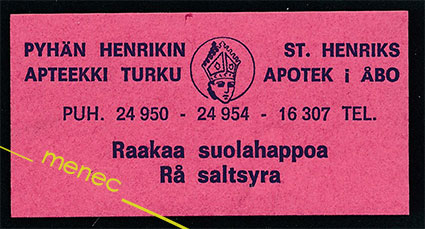 PYHÄN HENRIKIN ST. HENRIKS
APTEEKKI TURKU APOTEK i ÅBO
PUH. 24 950 - 24 954 - 16 307 TEL.
Raakaa suolahappoa
Rå saltsyra
menec